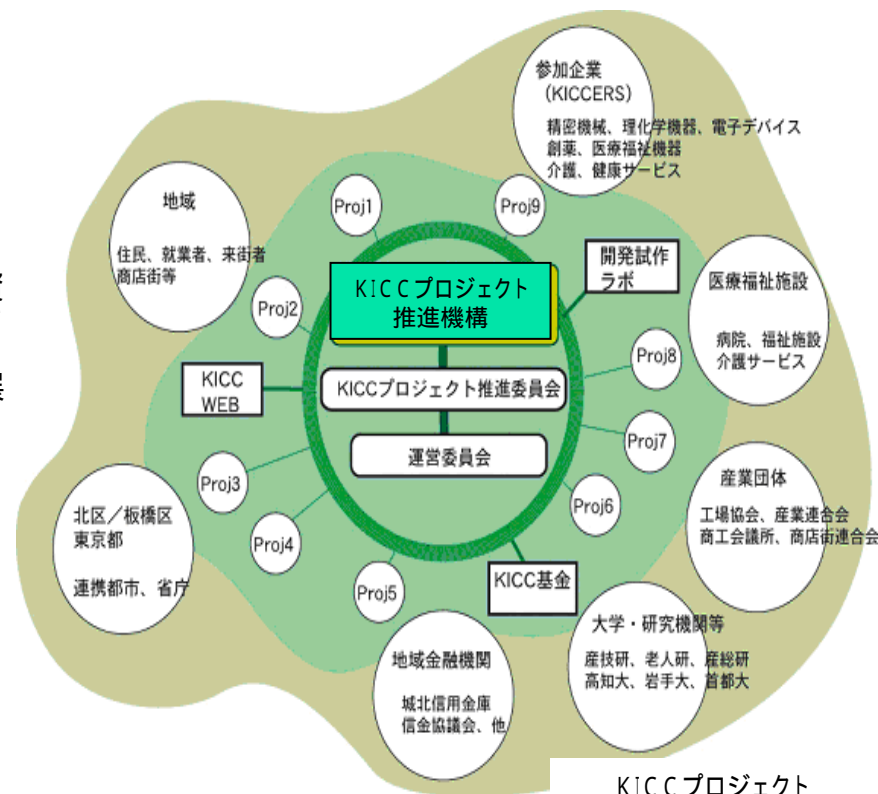 参加企業
(KICCERS)
精密機械、理化学機器、電子デバイス
創薬、医療福祉機器
介護、健康サービス
地域
住民、就業者、来街者
商店街等
Proj1
Proj9
開発試作
ラボ
KICCプロジェクト
推進機構
医療福祉施設
病院、福祉施設
介護サービス
Proj2
Proj8
KICC
WEB
KICCプロジェクト推進委員会
運営委員会
Proj7
産業団体
工場協会、産業連合会
商工会議所、商店街連合会
Proj3
Proj6
北区／板橋区
東京都
連携都市、省庁
Proj4
Proj5
KICC基金
大学・研究機関等
産技研、老人研、産総研
高知大、岩手大、首都大
地域金融機関
城北信用金庫
信金協議会、他
KICCプロジェクト